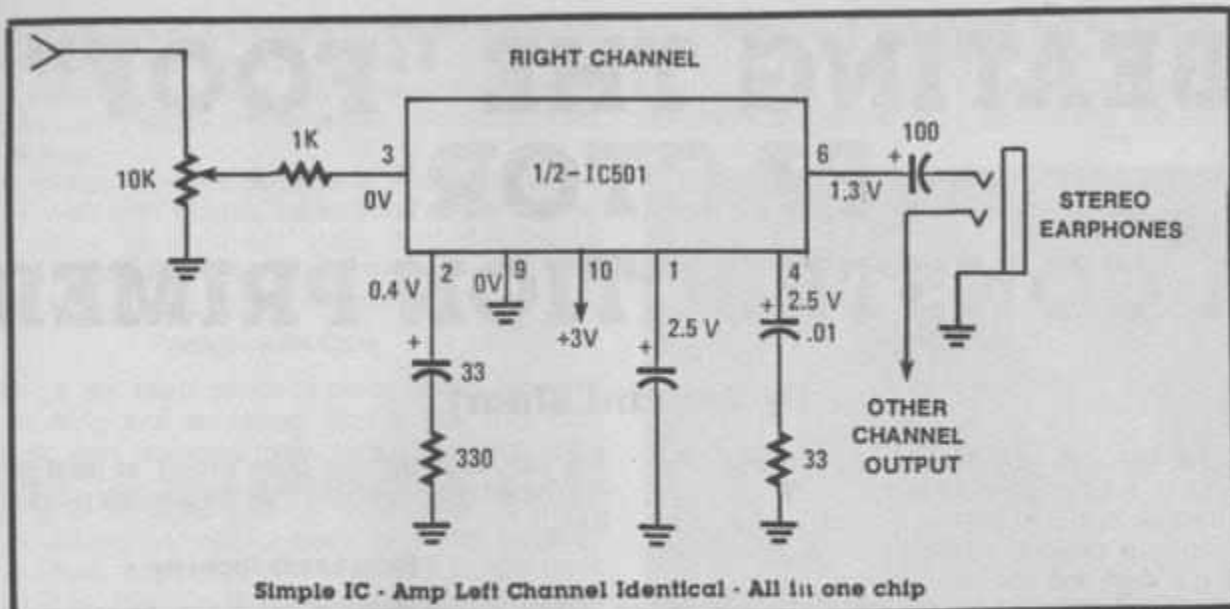 RIGHT CHANNEL
1K
3
10K
0V
1/2-IC501
6
100
+
1.3 V
STEREO
EARPHONES
0.4 V
2
9
0V
10
1
4
+3V
2.5 V
+
2.5 V
.01
+
33
+
330
33
OTHER
CHANNEL
OUTPUT
Simple IC - Amp Left Channel Identical - All in one chip